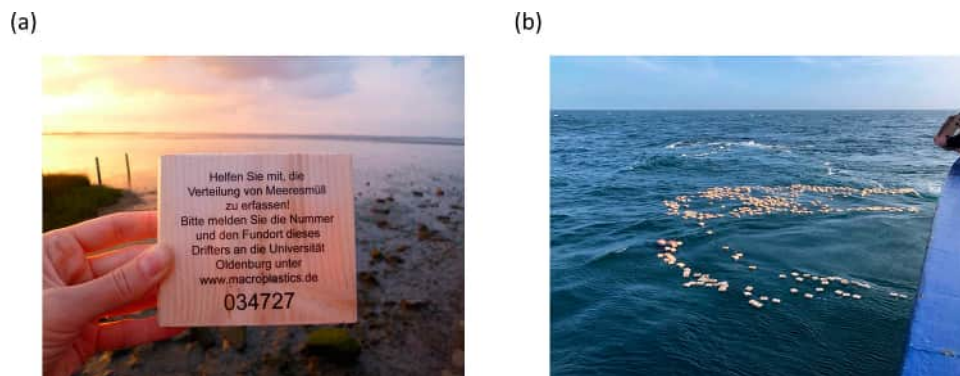 (a)
(b)
Helfen Sie mit, die
Verteilung von Meeresmüll
zu erfassen!
Bitte melden Sie die Nummer
und den Fundort dieses
Drifters an die Universität
Oldenburg unter
www.macroplastics.de
034727